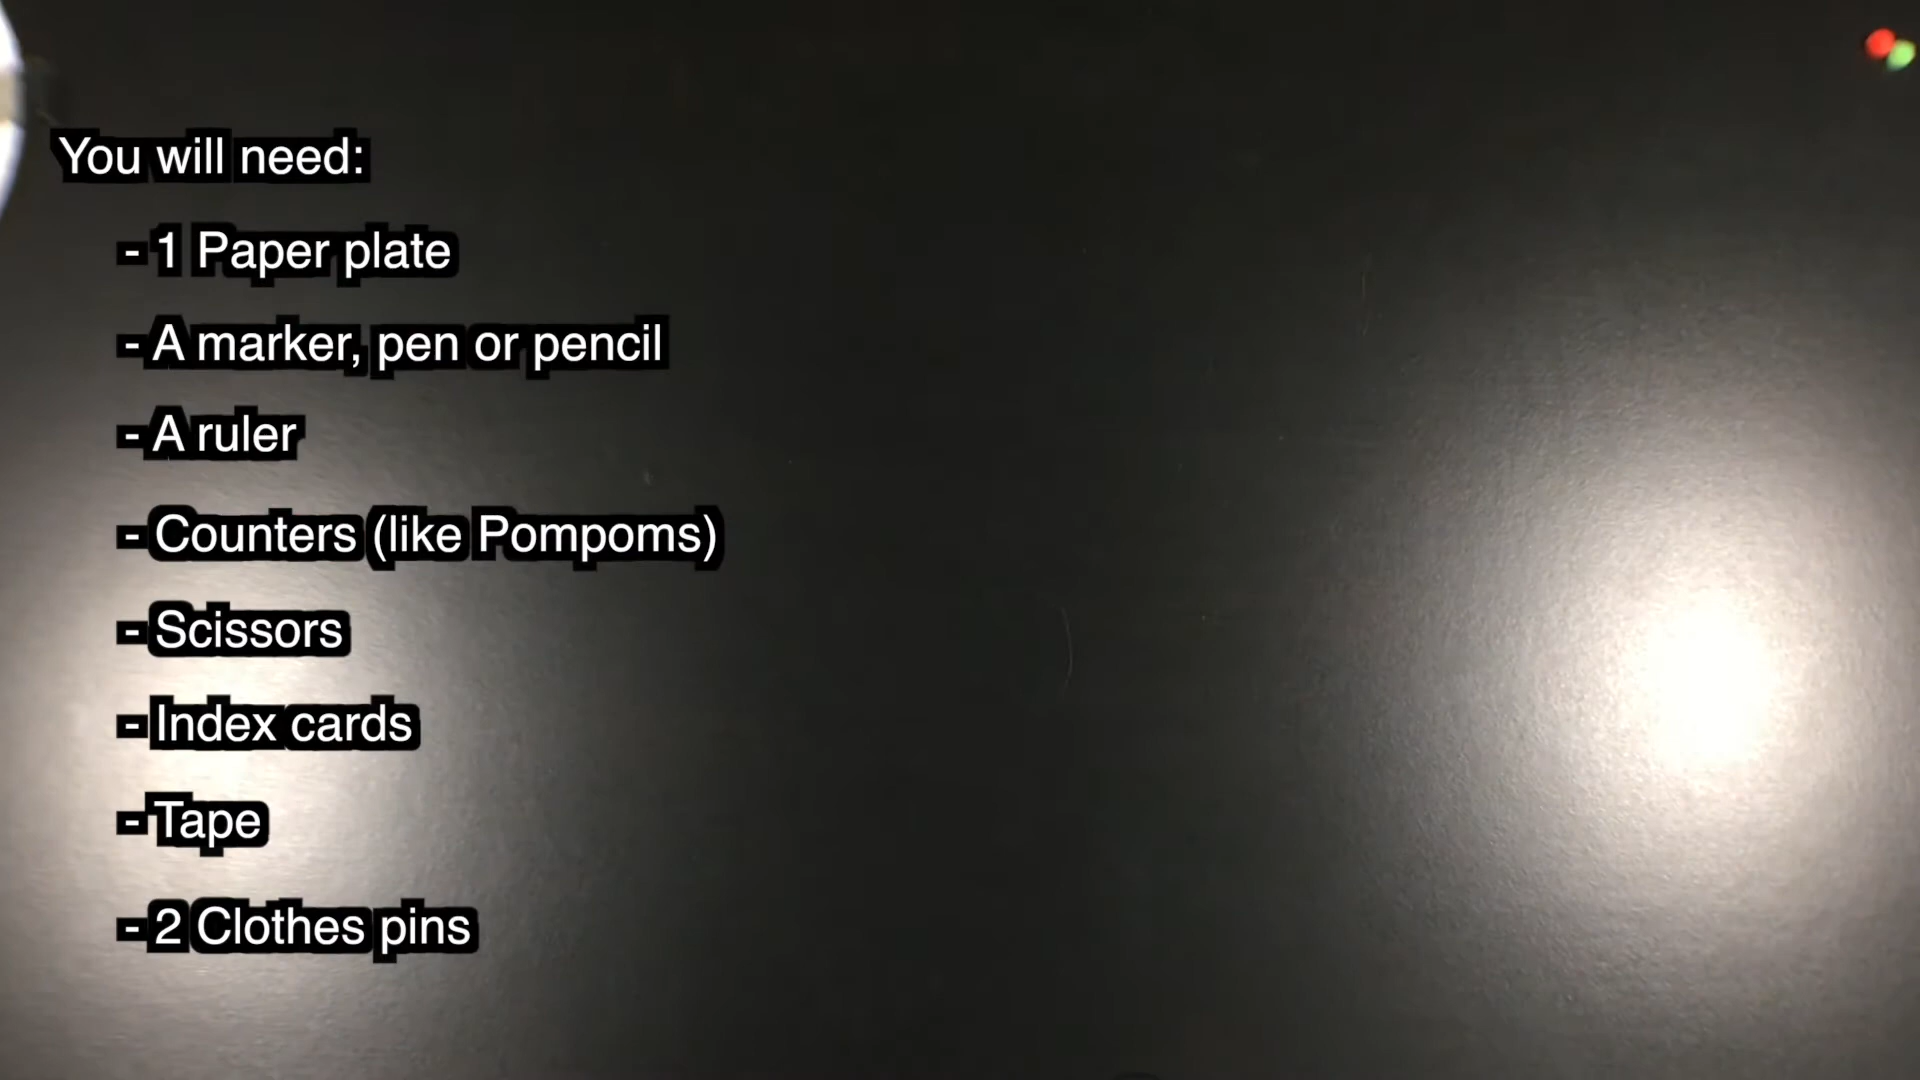 You will need:
- 1 Paper plate
- A marker, pen or pencil
- A ruler
- Counters (like Pompoms)
- Scissors
- Index cards
- Tape
- 2 Clothes pins